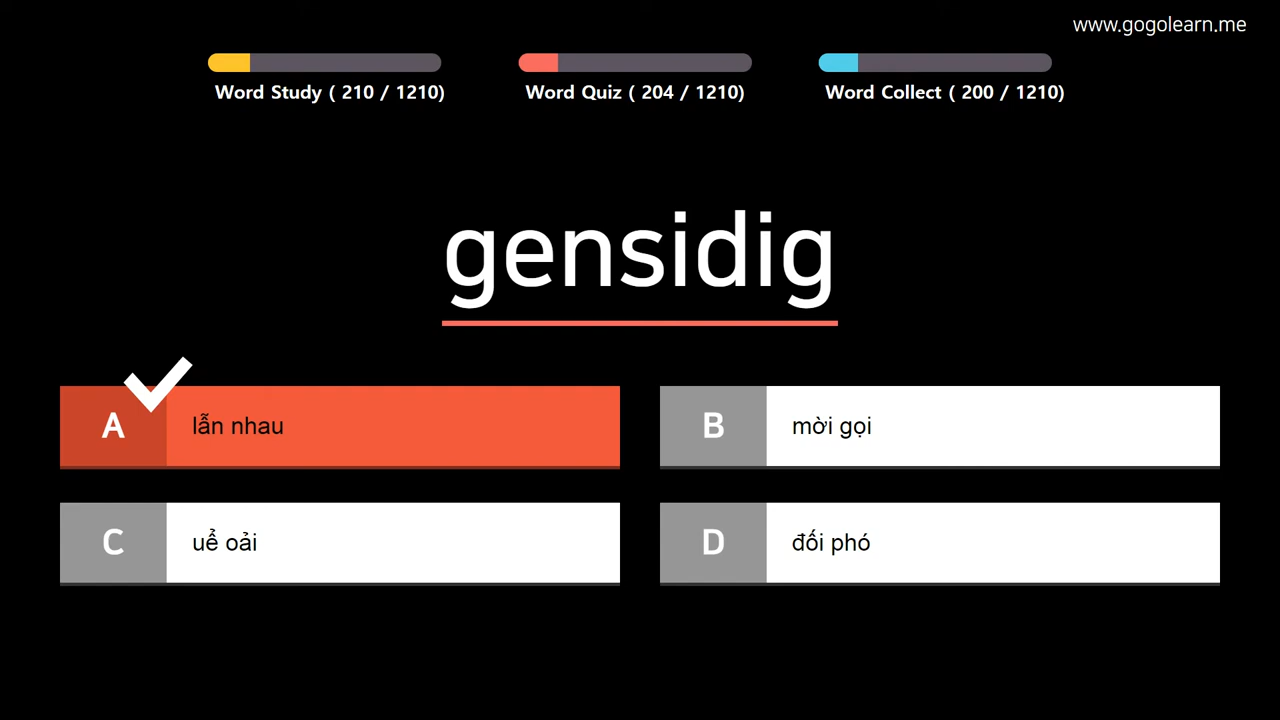 www.gogolearn.me
Word Study ( 210 / 1210)
Word Quiz ( 204 / 1210)
Word Collect ( 200 / 1210)
gensidig
A lẫn nhau
B mời gọi
C uể oải
D đối phó